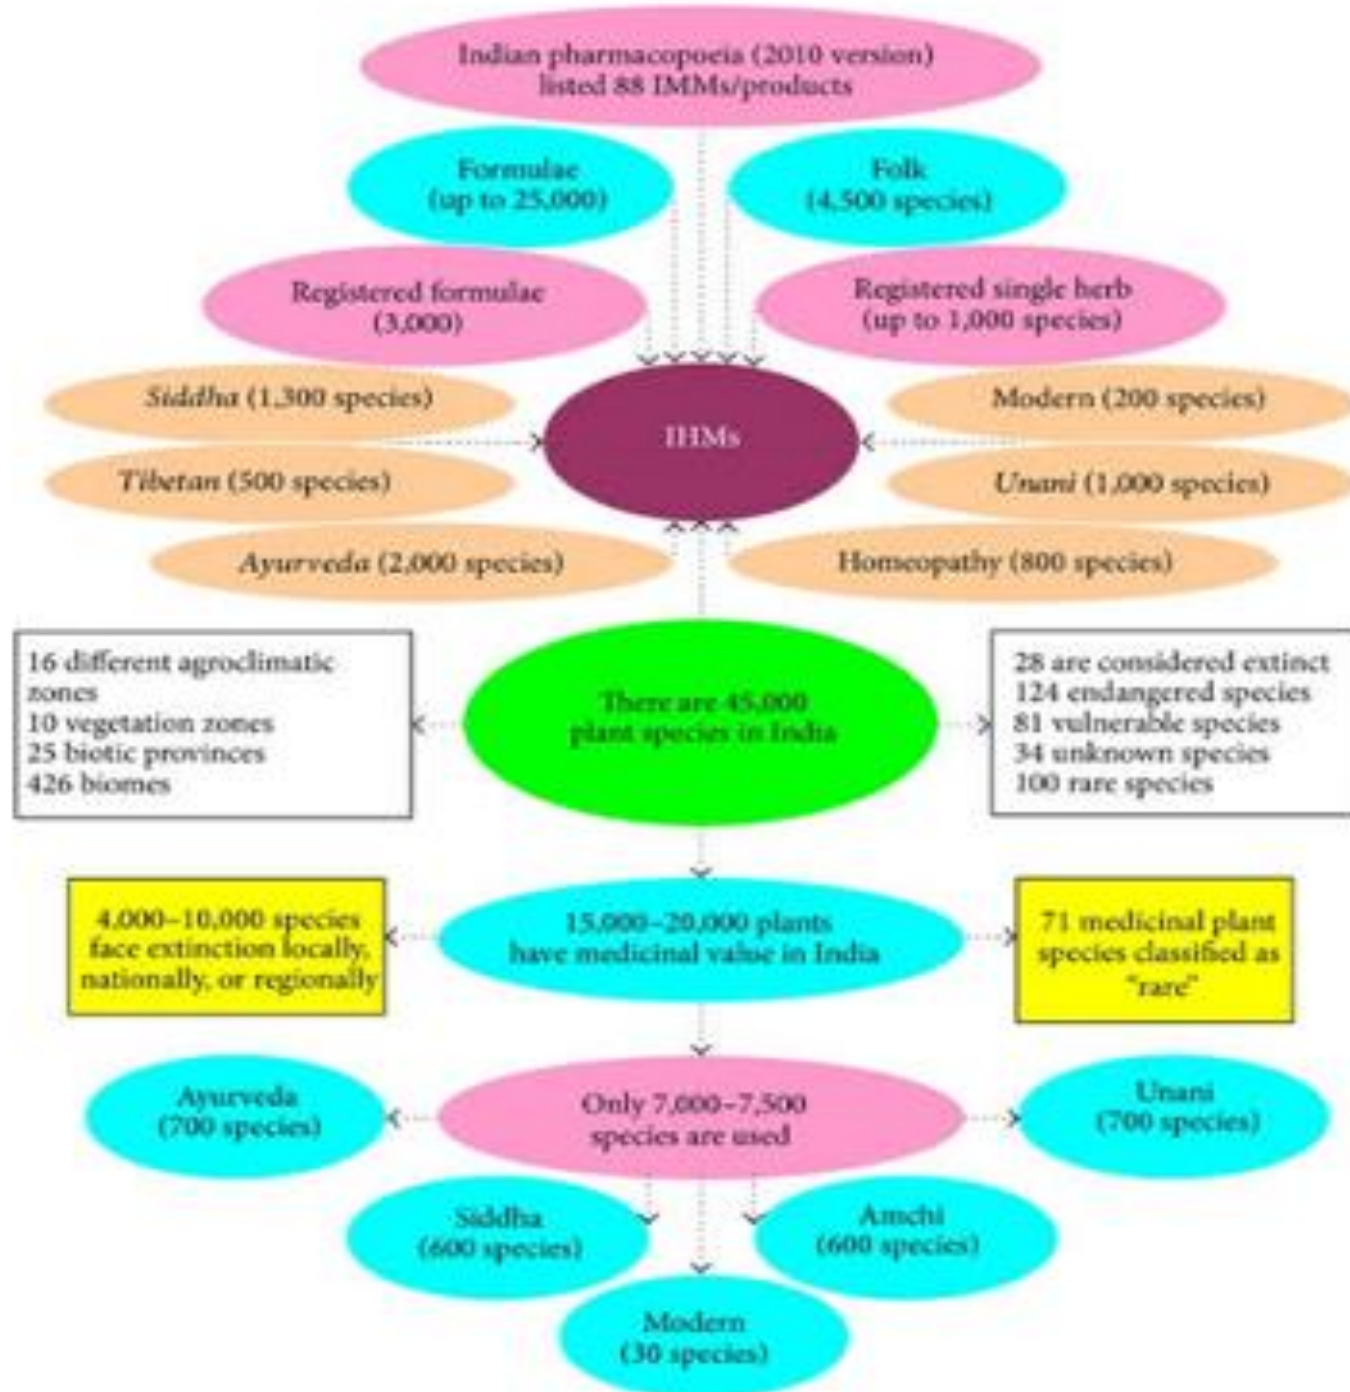 Indian pharmacopoeia (2010 version)
listed 88 IMMs/products
Formulae
(up to 25,000)
Folk
(4,500 species)
Registered formulae
(3,000)
Registered single herb
(up to 1,000 species)
Siddha (1,300 species)
IHMs
Modern (200 species)
Tibetan (500 species)
Unani (1,000 species)
Ayurveda (2,000 species)
Homeopathy (800 species)
16 different agroclimatic
zones
10 vegetation zones
25 biotic provinces
426 biomes
There are 45,000
plant species in India
28 are considered extinct
124 endangered species
81 vulnerable species
34 unknown species
100 rare species
4,000–10,000 species
face extinction locally,
nationally, or regionally
15,000–20,000 plants
have medicinal value in India
71 medicinal plant
species classified as
"rare"
Ayurveda
(700 species)
Only 7,000–7,500
species are used
Unani
(700 species)
Siddha
(600 species)
Amchi
(600 species)
Modern
(30 species)